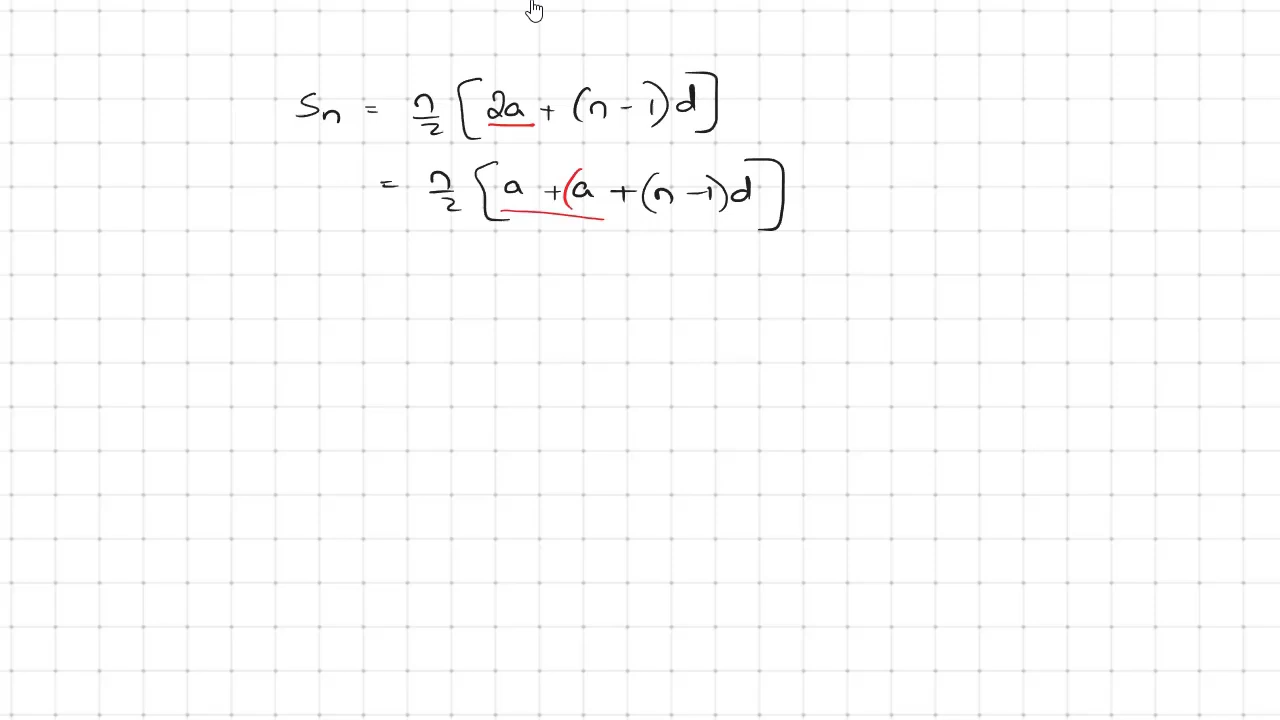 Sn = n/2 [2a + (n - 1)d]
= n/2 [a + (a + (n - 1)d]